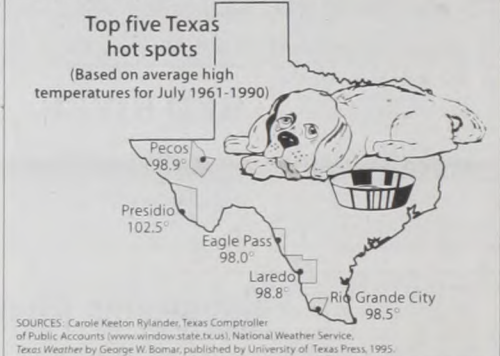 Top five Texas
hot spots
(Based on average high
temperatures for July 1961-1990)
Pecos
98.9°
Presidio
102.5°
Eagle Pass
98.0°
Laredo
98.8°
Rio Grande City
98.5°
SOURCES: Carole Keeton Rylander, Texas Comptroller
of Public Accounts (www.window.state.tx.us), National Weather Service,
Texas Weather by George W. Bomar, published by University of Texas Press, 1995.